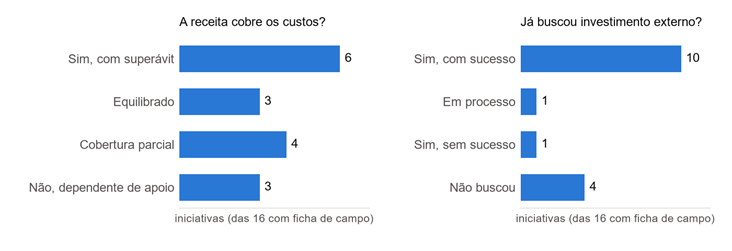 A receita cobre os custos?
Sim, com superávit 6
Equilibrado 3
Cobertura parcial 4
Não, dependente de apoio 3
iniciativas (das 16 com ficha de campo)
Já buscou investimento externo?
Sim, com sucesso 10
Em processo 1
Sim, sem sucesso 1
Não buscou 4
iniciativas (das 16 com ficha de campo)